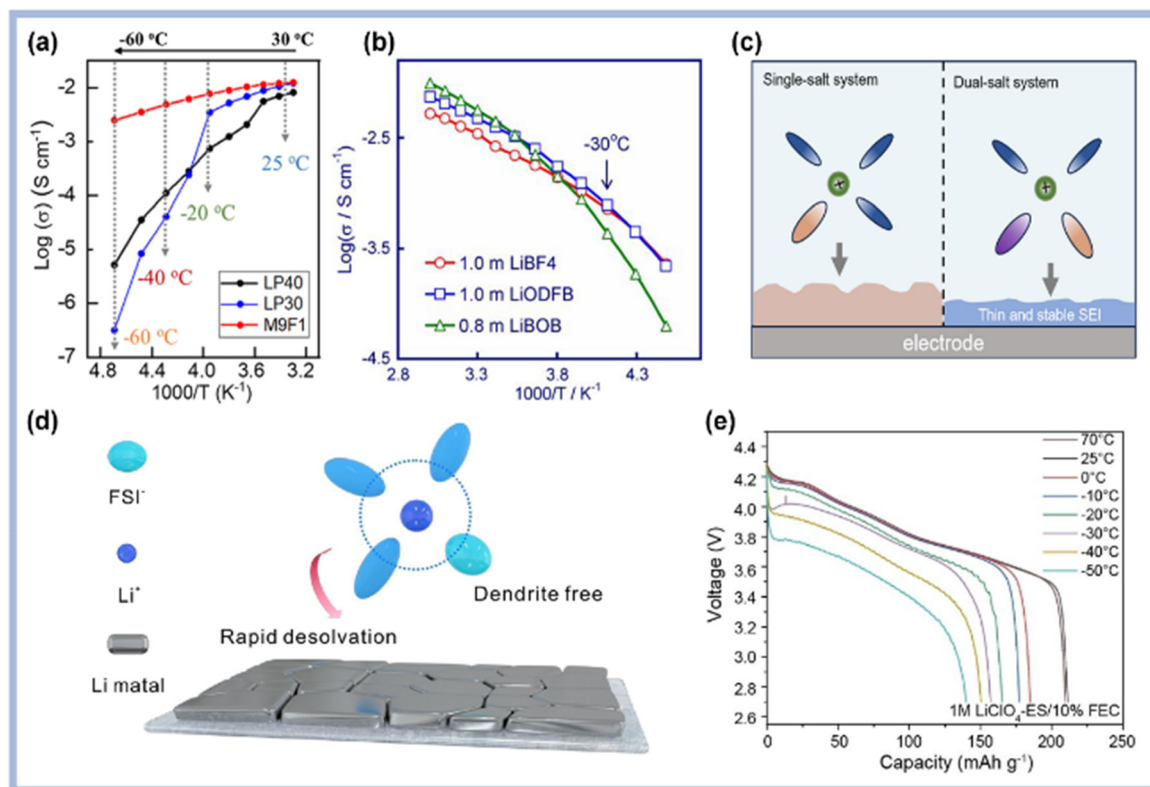 (a)
-60 ℃
30 ℃
-1
-2
-3
-4
-5
-6
-7
Log (σ) (S cm⁻¹)
25 ℃
-20 ℃
-40 ℃
-60 ℃
LP40
LP30
M9F1
4.8
4.4
4.0
3.6
3.2
1000/T (K⁻¹)
(b)
-2.5
-3.5
-4.5
Log(σ / S cm⁻¹)
-30°C
1.0 m LiBF4
1.0 m LiODFB
0.8 m LiBOB
2.8
3.3
3.8
4.3
1000/T / K⁻¹
(c)
Single-salt system
Dual-salt system
+
+
Thin and stable SEI
electrode
(d)
FSI⁻
Li⁺
Li matal
Dendrite free
Rapid desolvation
(e)
4.4
4.2
4.0
3.8
3.6
3.4
3.2
3.0
2.8
2.6
Voltage (V)
70°C
25°C
0°C
-10°C
-20°C
-30°C
-40°C
-50°C
1M LiClO₄-ES/10% FEC
0
50
100
150
200
250
Capacity (mAh g⁻¹)